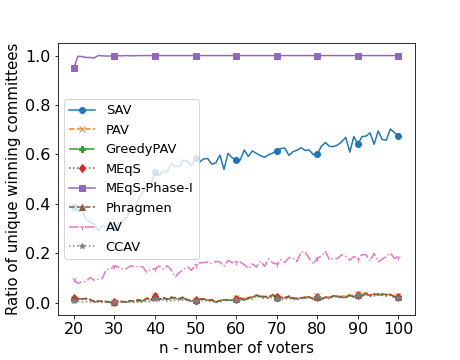 Ratio of unique winning committees
1.0
0.8
0.6
0.4
0.2
0.0
SAV
PAV
GreedyPAV
MEqS
MEqS-Phase-I
Phragmen
AV
CCAV
20 30 40 50 60 70 80 90 100
n - number of voters